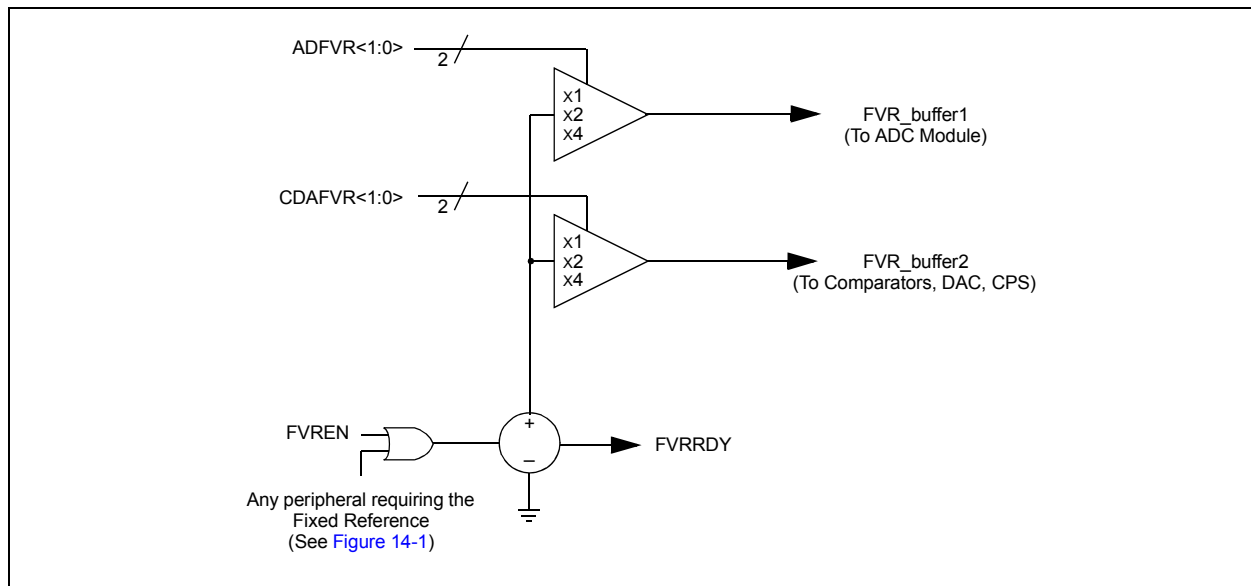 ADFVR<1:0>
2
X1
X2
X4
FVR_buffer1
(To ADC Module)
CDAFVR<1:0>
2
X1
X2
X4
FVR_buffer2
(To Comparators, DAC, CPS)
FVREN
+
_
FVRRDY
Any peripheral requiring the
Fixed Reference
(See Figure 14-1)